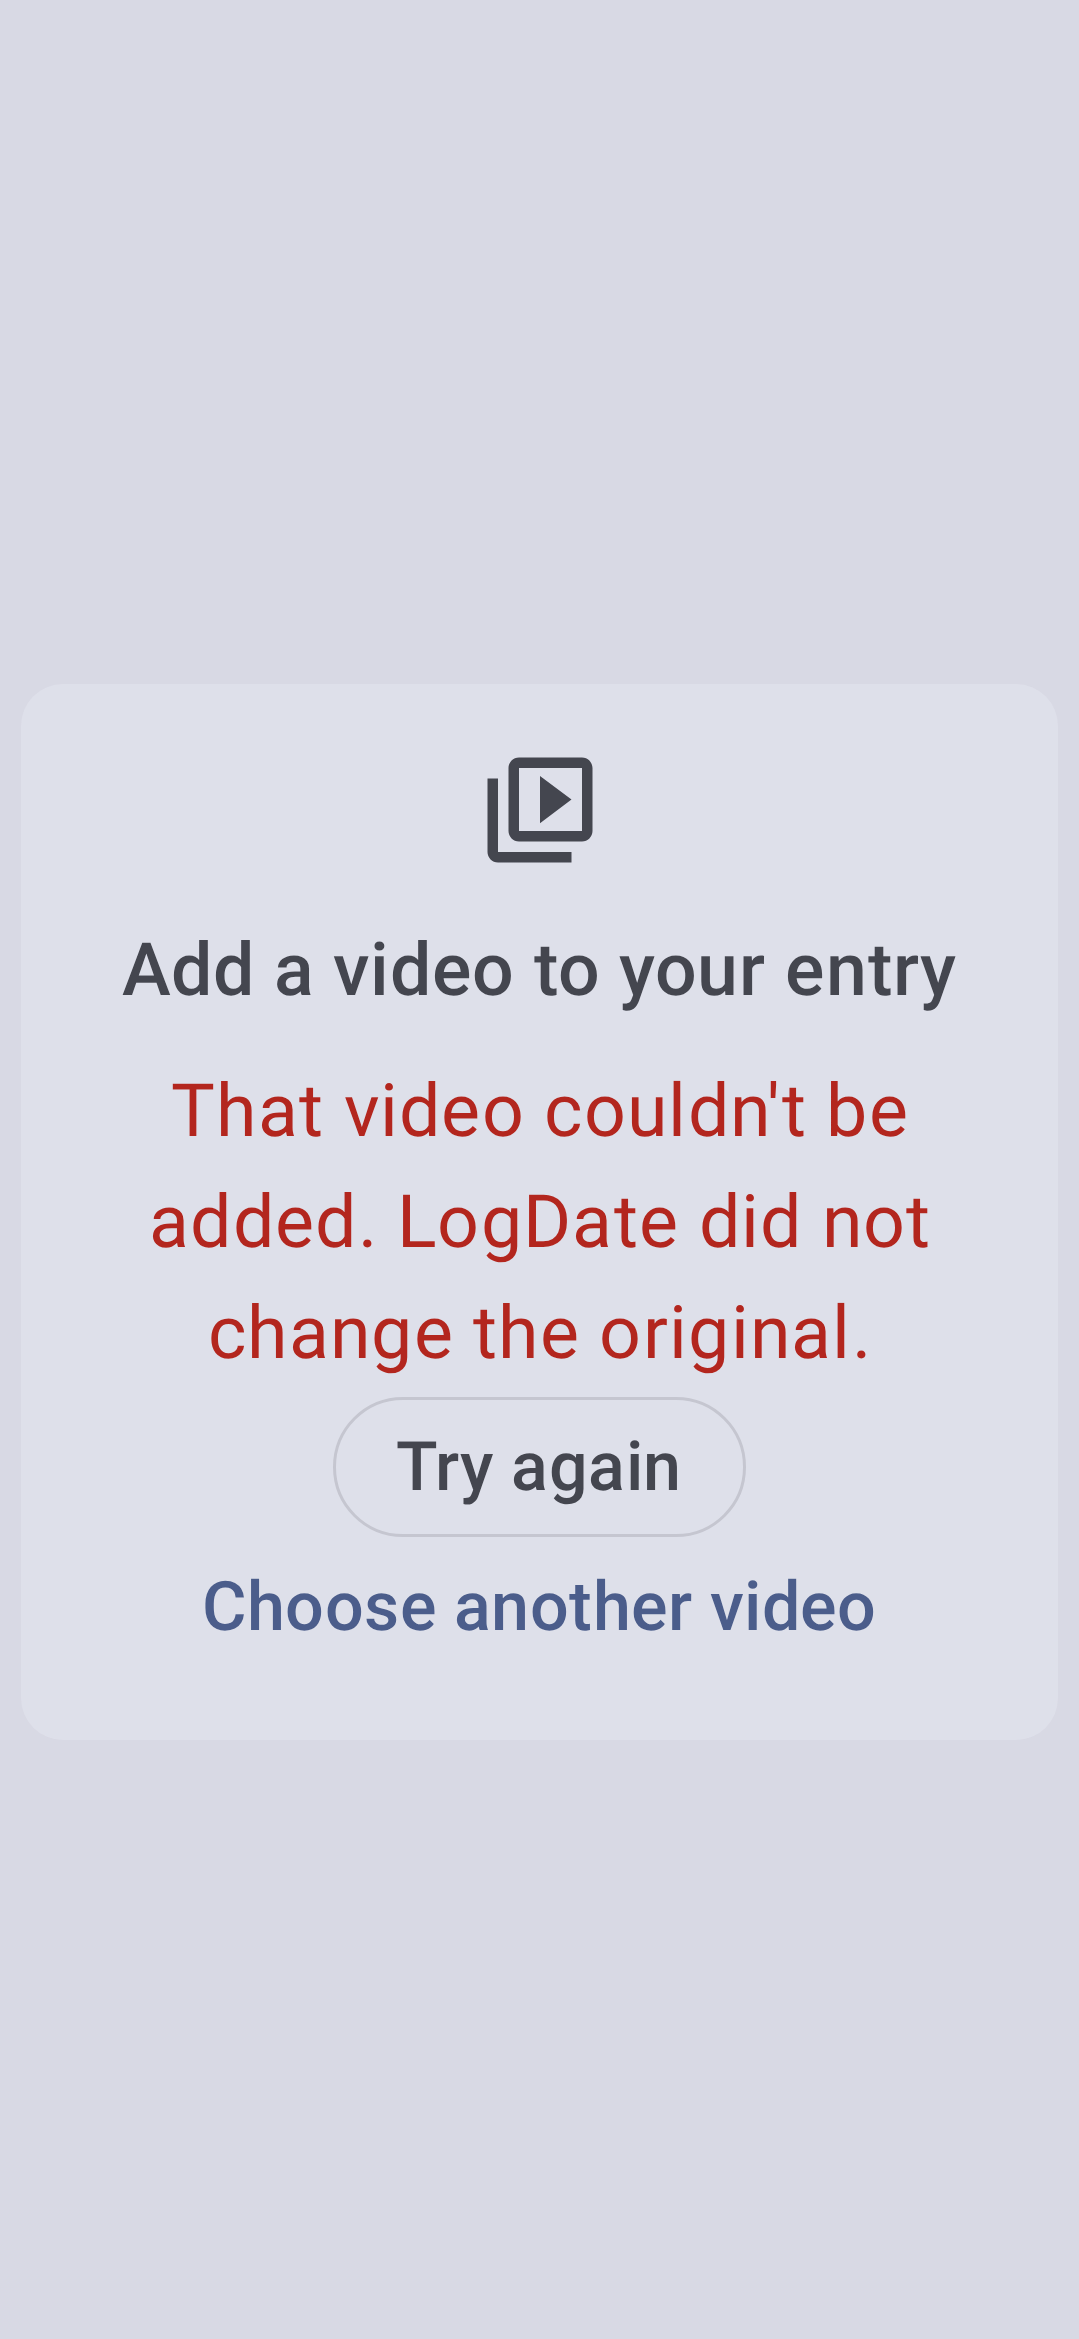 Add a video to your entry
That video couldn't be
added. LogDate did not
change the original.
Try again
Choose another video